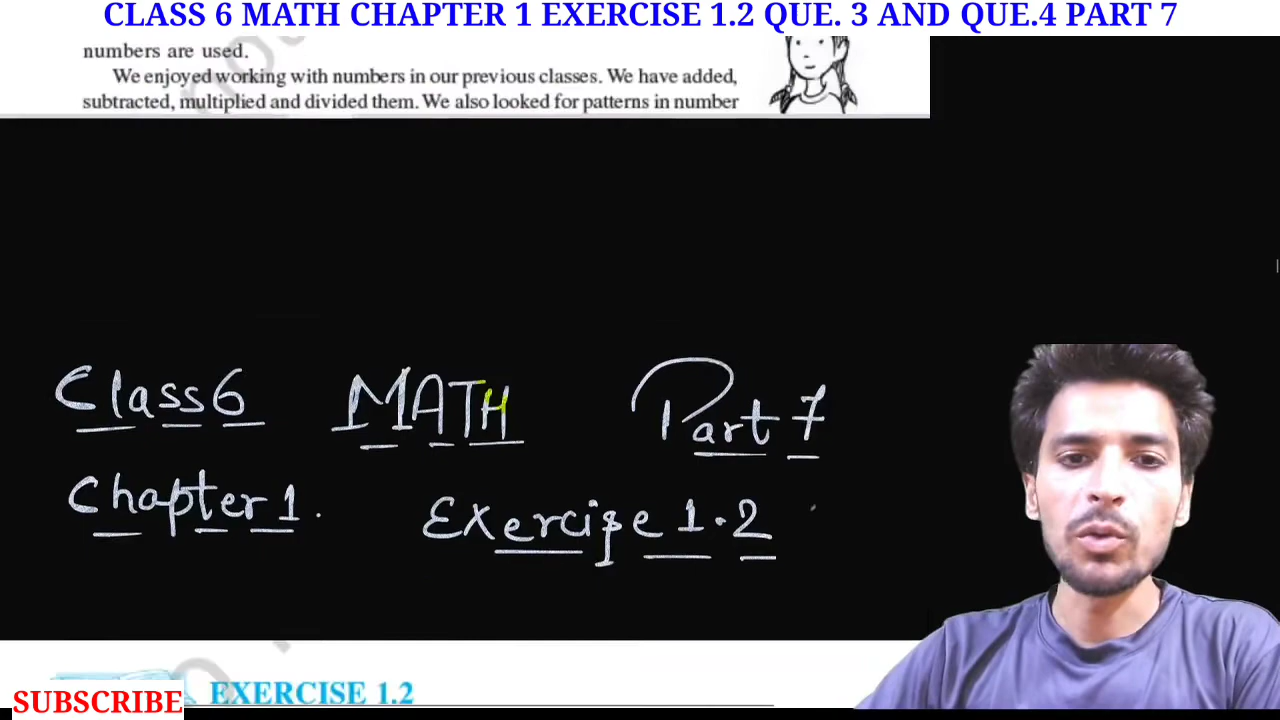 CLASS 6 MATH CHAPTER 1 EXERCISE 1.2 QUE. 3 AND QUE.4 PART 7
numbers are used.
We enjoyed working with numbers in our previous classes. We have added,
subtracted, multiplied and divided them. We also looked for patterns in number
Class 6 MATH Part 7
Chapter 1. Exercise 1.2
EXERCISE 1.2
SUBSCRIBE